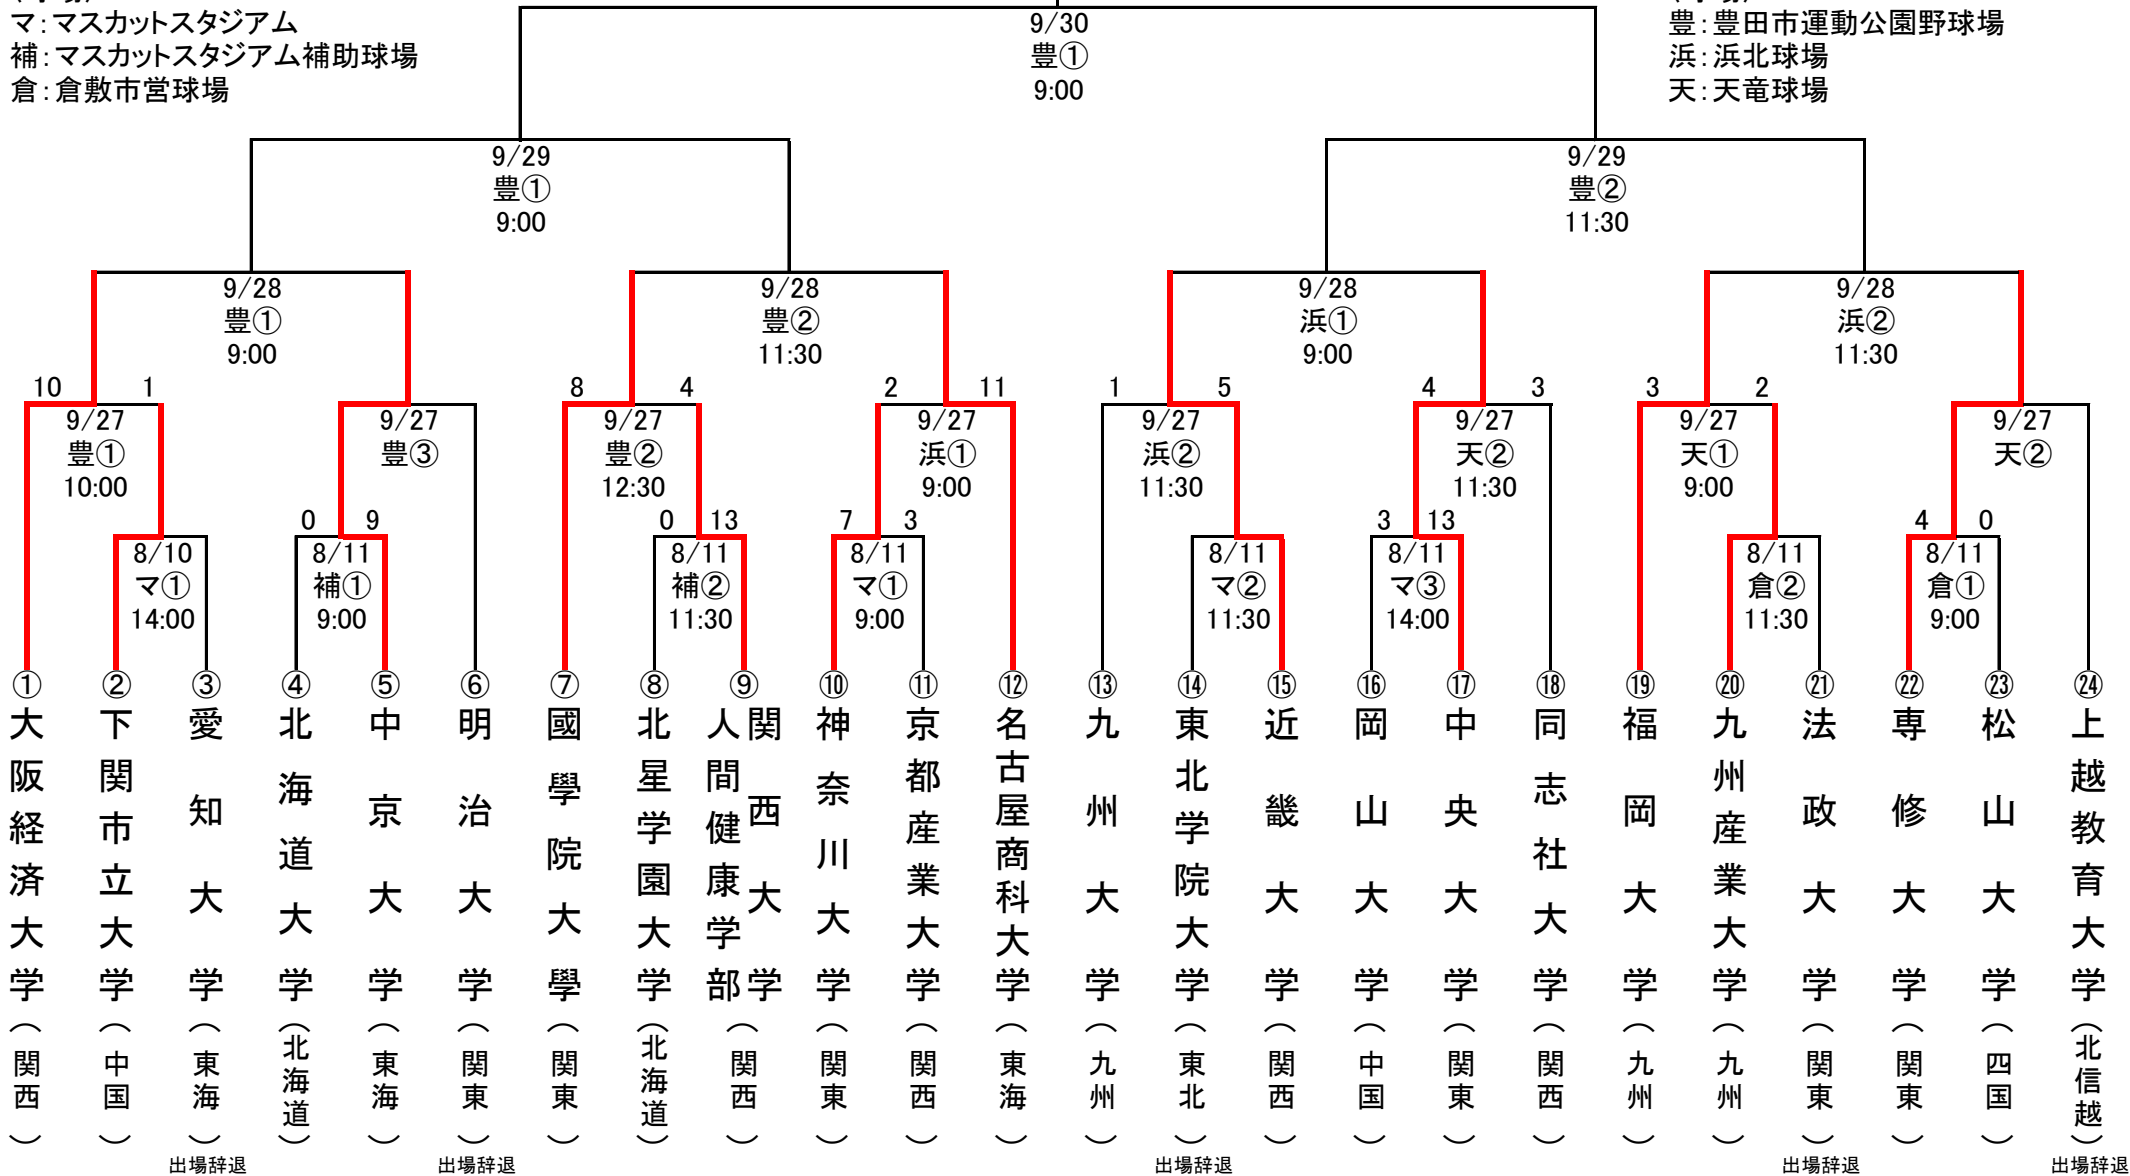 マ：マスカットスタジアム
補：マスカットスタジアム補助球場
倉：倉敷市営球場
9/30
豊①
9:00
豊：豊田市運動公園野球場
浜：浜北球場
天：天竜球場
9/29
豊①
9:00
9/29
豊②
11:30
9/28
豊①
9:00
9/28
豊②
11:30
9/28
浜①
9:00
9/28
浜②
11:30
10 1
9/27
豊①
10:00
9/27
豊③
8 4
9/27
豊②
12:30
2 11
9/27
浜①
9:00
1 5
9/27
浜②
11:30
4 3
9/27
天②
11:30
3 2
9/27
天①
9:00
9/27
天②
8/10
マ①
14:00
0 9
8/11
補①
9:00
0 13
8/11
補②
11:30
7 3
8/11
マ①
9:00
8/11
マ②
11:30
3 13
8/11
マ③
14:00
8/11
倉②
11:30
4 0
8/11
倉①
9:00
①
大阪経済大学
（関西）
②
下関市立大学
（中国）
③
愛知大学
（東海）
出場辞退
④
北海道大学
（北海道）
⑤
中京大学
（東海）
⑥
明治大学
（関東）
出場辞退
⑦
國學院大學
（関東）
⑧
北星学園大学
（北海道）
⑨
関西大学
人間健康学部
（関西）
⑩
神奈川大学
（関東）
⑪
京都産業大学
（関西）
⑫
名古屋商科大学
（東海）
⑬
九州大学
（九州）
⑭
東北学院大学
（東北）
出場辞退
⑮
近畿大学
（関西）
⑯
岡山大学
（中国）
⑰
中央大学
（関東）
⑱
同志社大学
（関西）
⑲
福岡大学
（九州）
⑳
九州産業大学
（九州）
㉑
法政大学
（関東）
出場辞退
㉒
専修大学
（関東）
㉓
松山大学
（四国）
㉔
上越教育大学
（北信越）
出場辞退